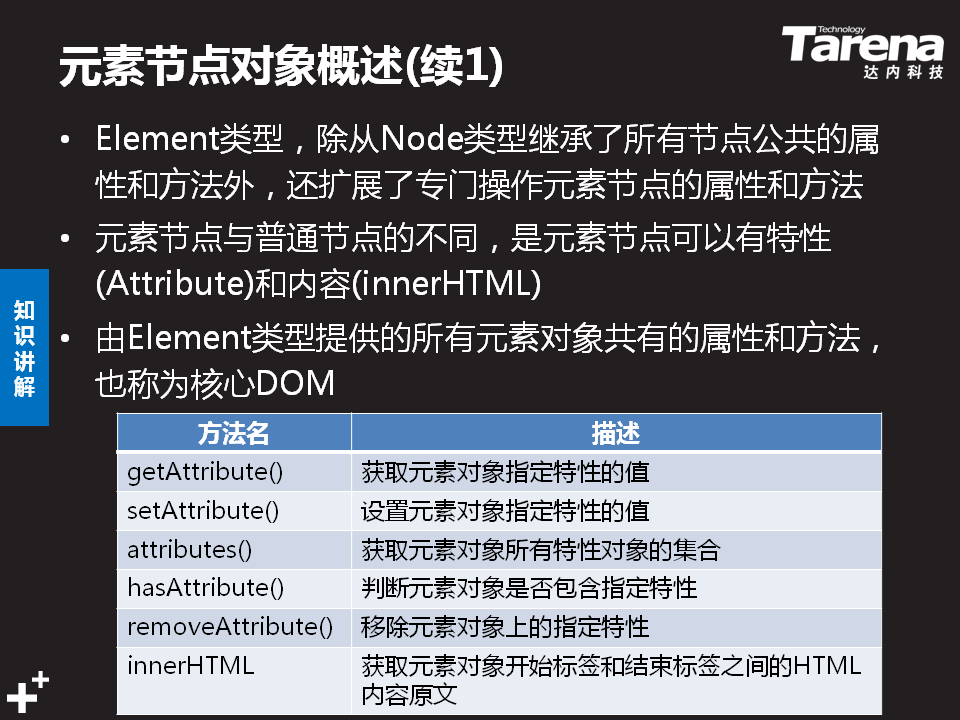 元素节点对象概述(续1)
Technology
Tarena
达内科技
• Element类型，除从Node类型继承了所有节点公共的属
性和方法外，还扩展了专门操作元素节点的属性和方法
• 元素节点与普通节点的不同，是元素节点可以有特性
(Attribute)和内容(innerHTML)
• 由Element类型提供的所有元素对象共有的属性和方法，
也称为核心DOM
知
识
讲
解
方法名 描述
getAttribute() 获取元素对象指定特性的值
setAttribute() 设置元素对象指定特性的值
attributes() 获取元素对象所有特性对象的集合
hasAttribute() 判断元素对象是否包含指定特性
removeAttribute() 移除元素对象上的指定特性
innerHTML 获取元素对象开始标签和结束标签之间的HTML
内容原文